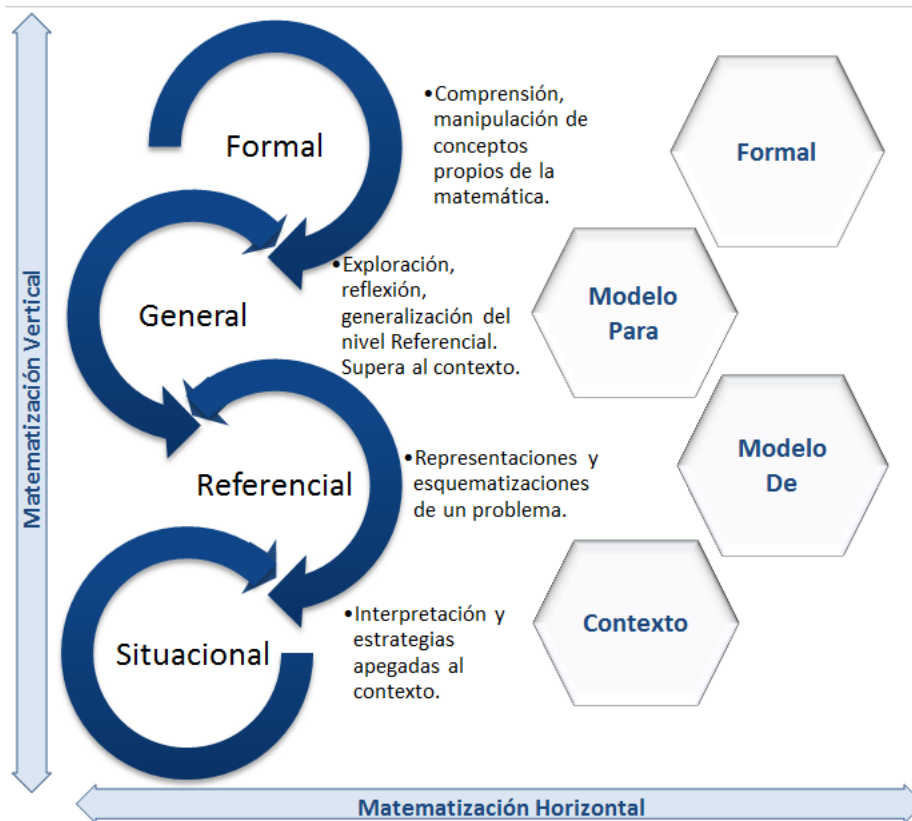 Matematización Vertical
Formal
•Comprensión,
manipulación de
conceptos
propios de la
matemática.
Formal
General
•Exploración,
reflexión,
generalización del
nivel Referencial.
Supera al contexto.
Modelo
Para
Referencial
•Representaciones y
esquematizaciones
de un problema.
Modelo
De
Situacional
•Interpretación y
estrategias
apegadas al
contexto.
Contexto
Matematización Horizontal